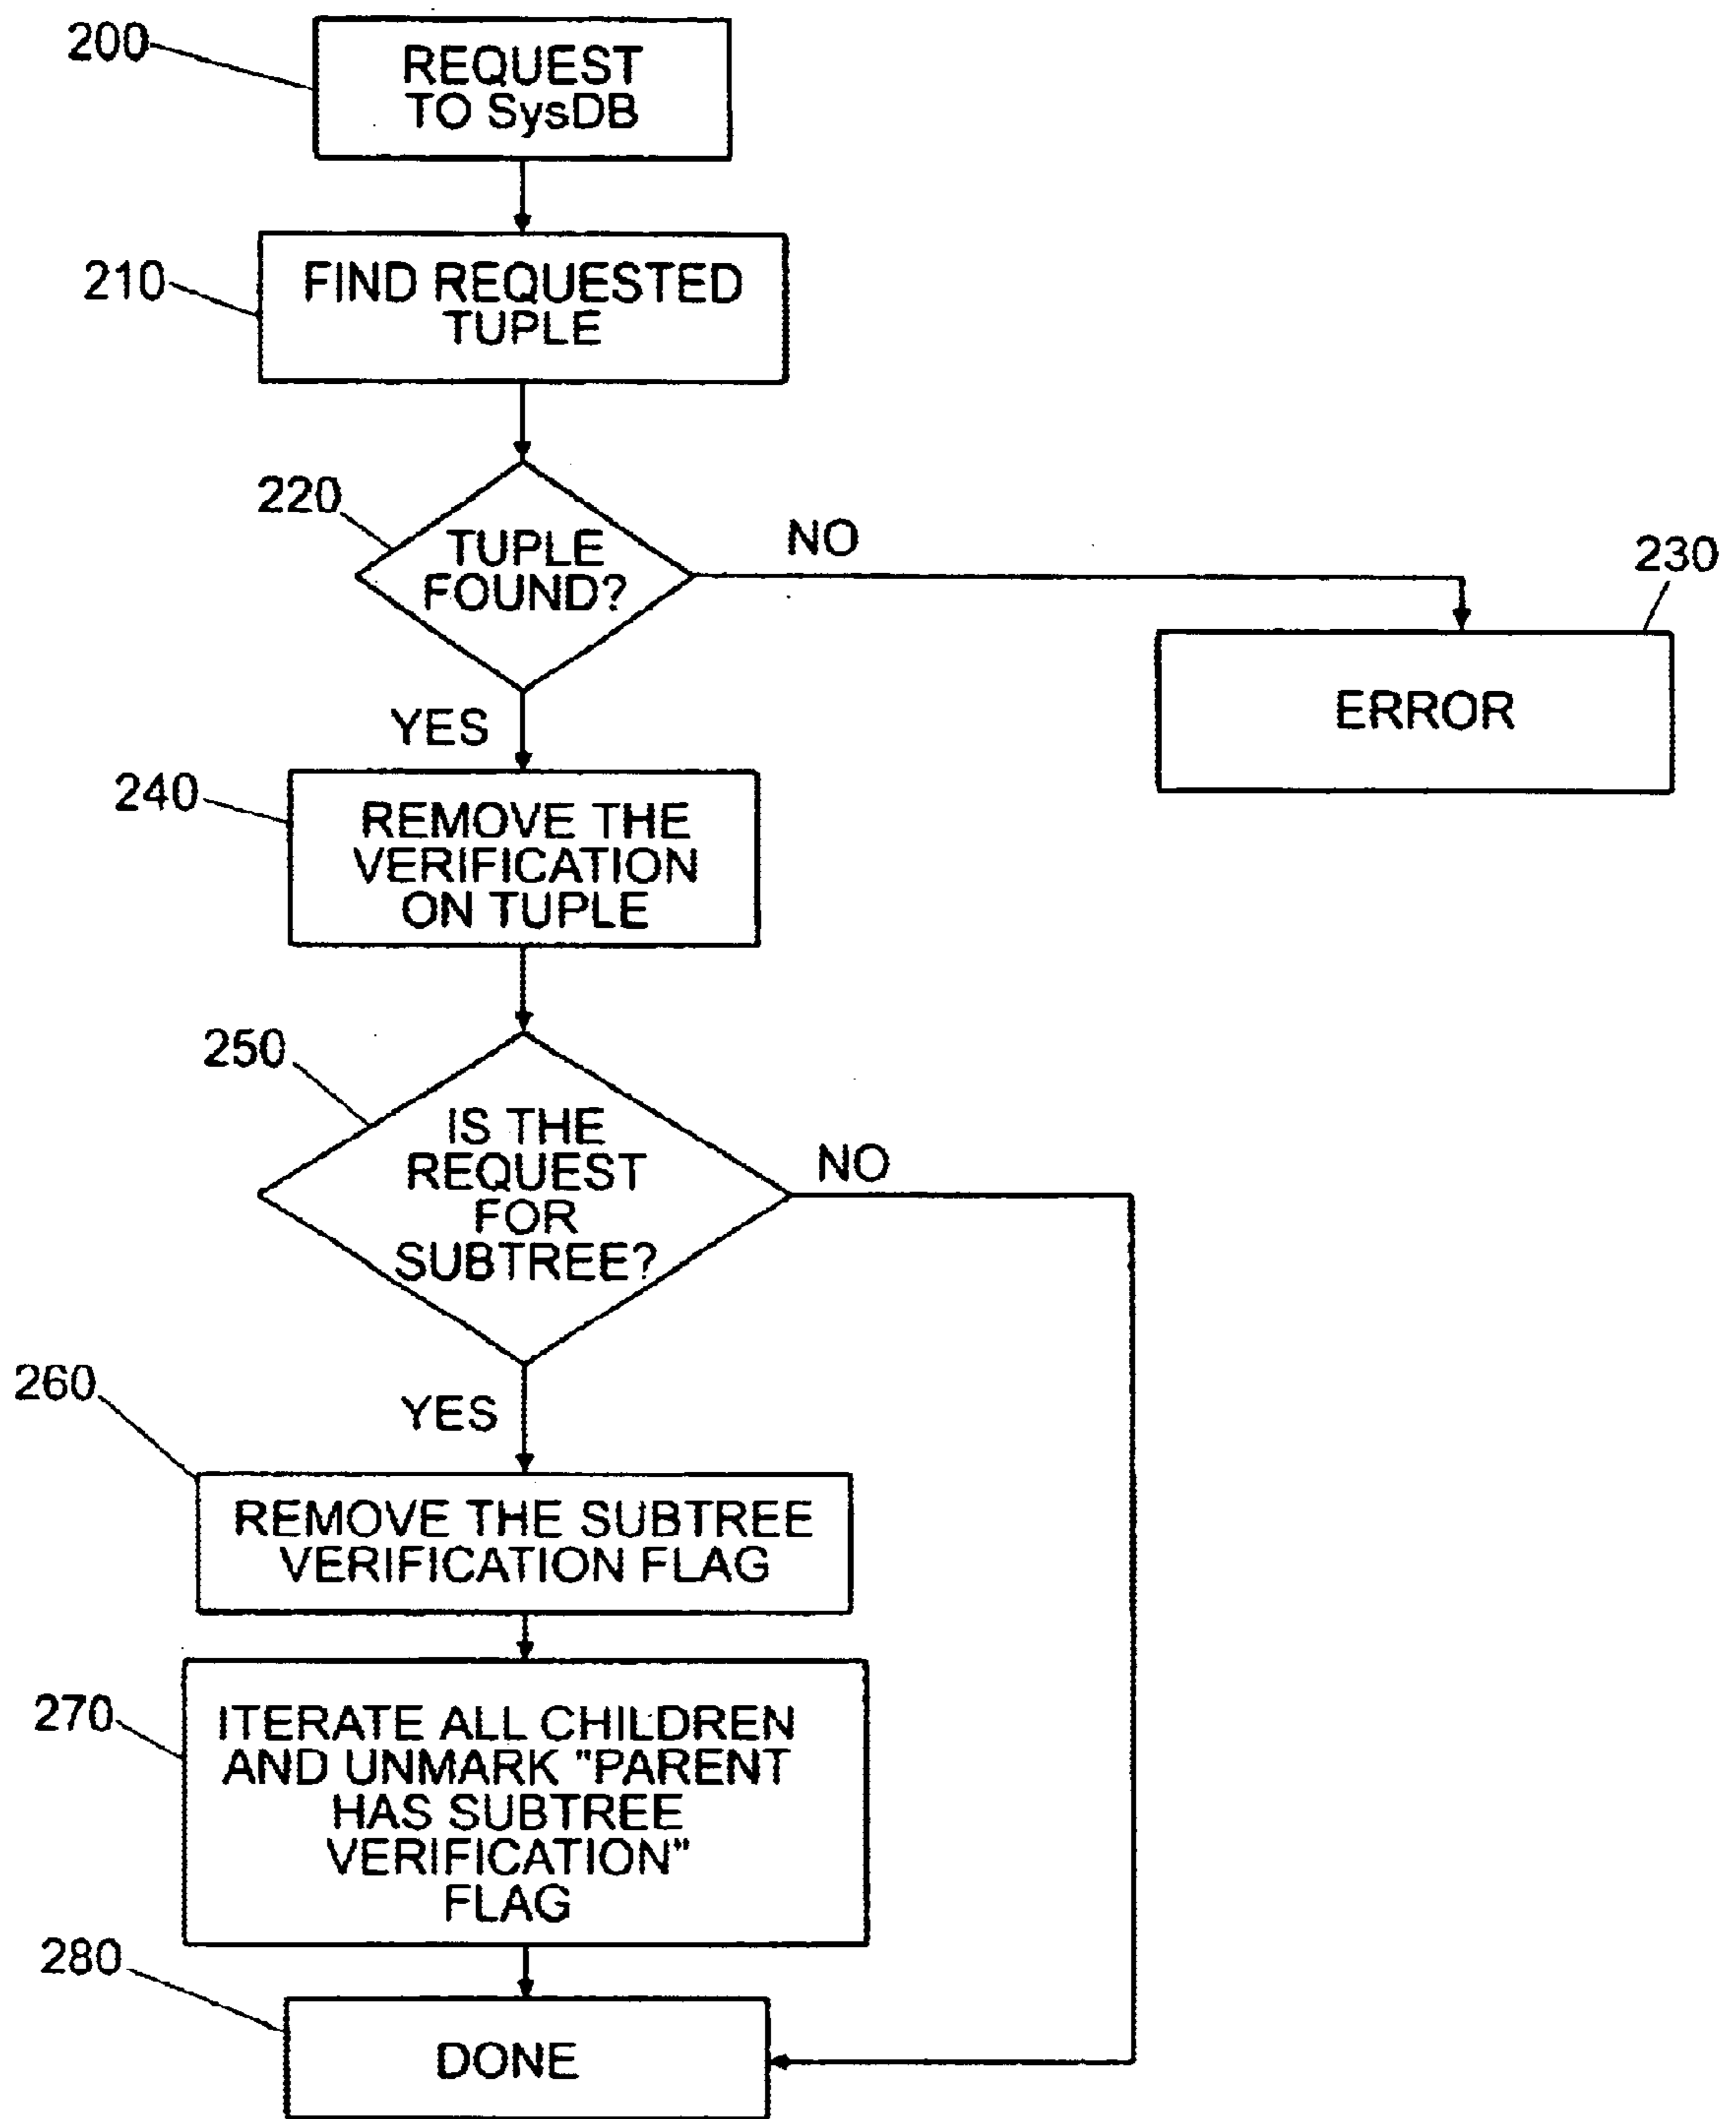 200
REQUEST
TO SysDB
210
FIND REQUESTED
TUPLE
220
TUPLE
FOUND?
NO
230
ERROR
YES
240
REMOVE THE
VERIFICATION
ON TUPLE
250
IS THE
REQUEST
FOR
SUBTREE?
NO
YES
260
REMOVE THE SUBTREE
VERIFICATION FLAG
270
ITERATE ALL CHILDREN
AND UNMARK "PARENT
HAS SUBTREE
VERIFICATION"
FLAG
280
DONE